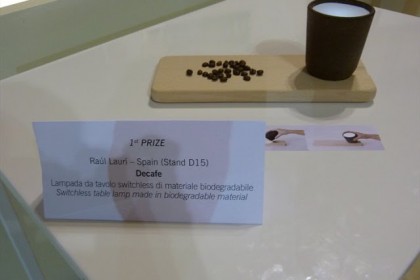 1st PRIZE
Raúl Laurí – Spain (Stand D15)
Decafe
Lampada da tavolo switchless di materiale biodegradabile
Switchless table lamp made in biodegradable material